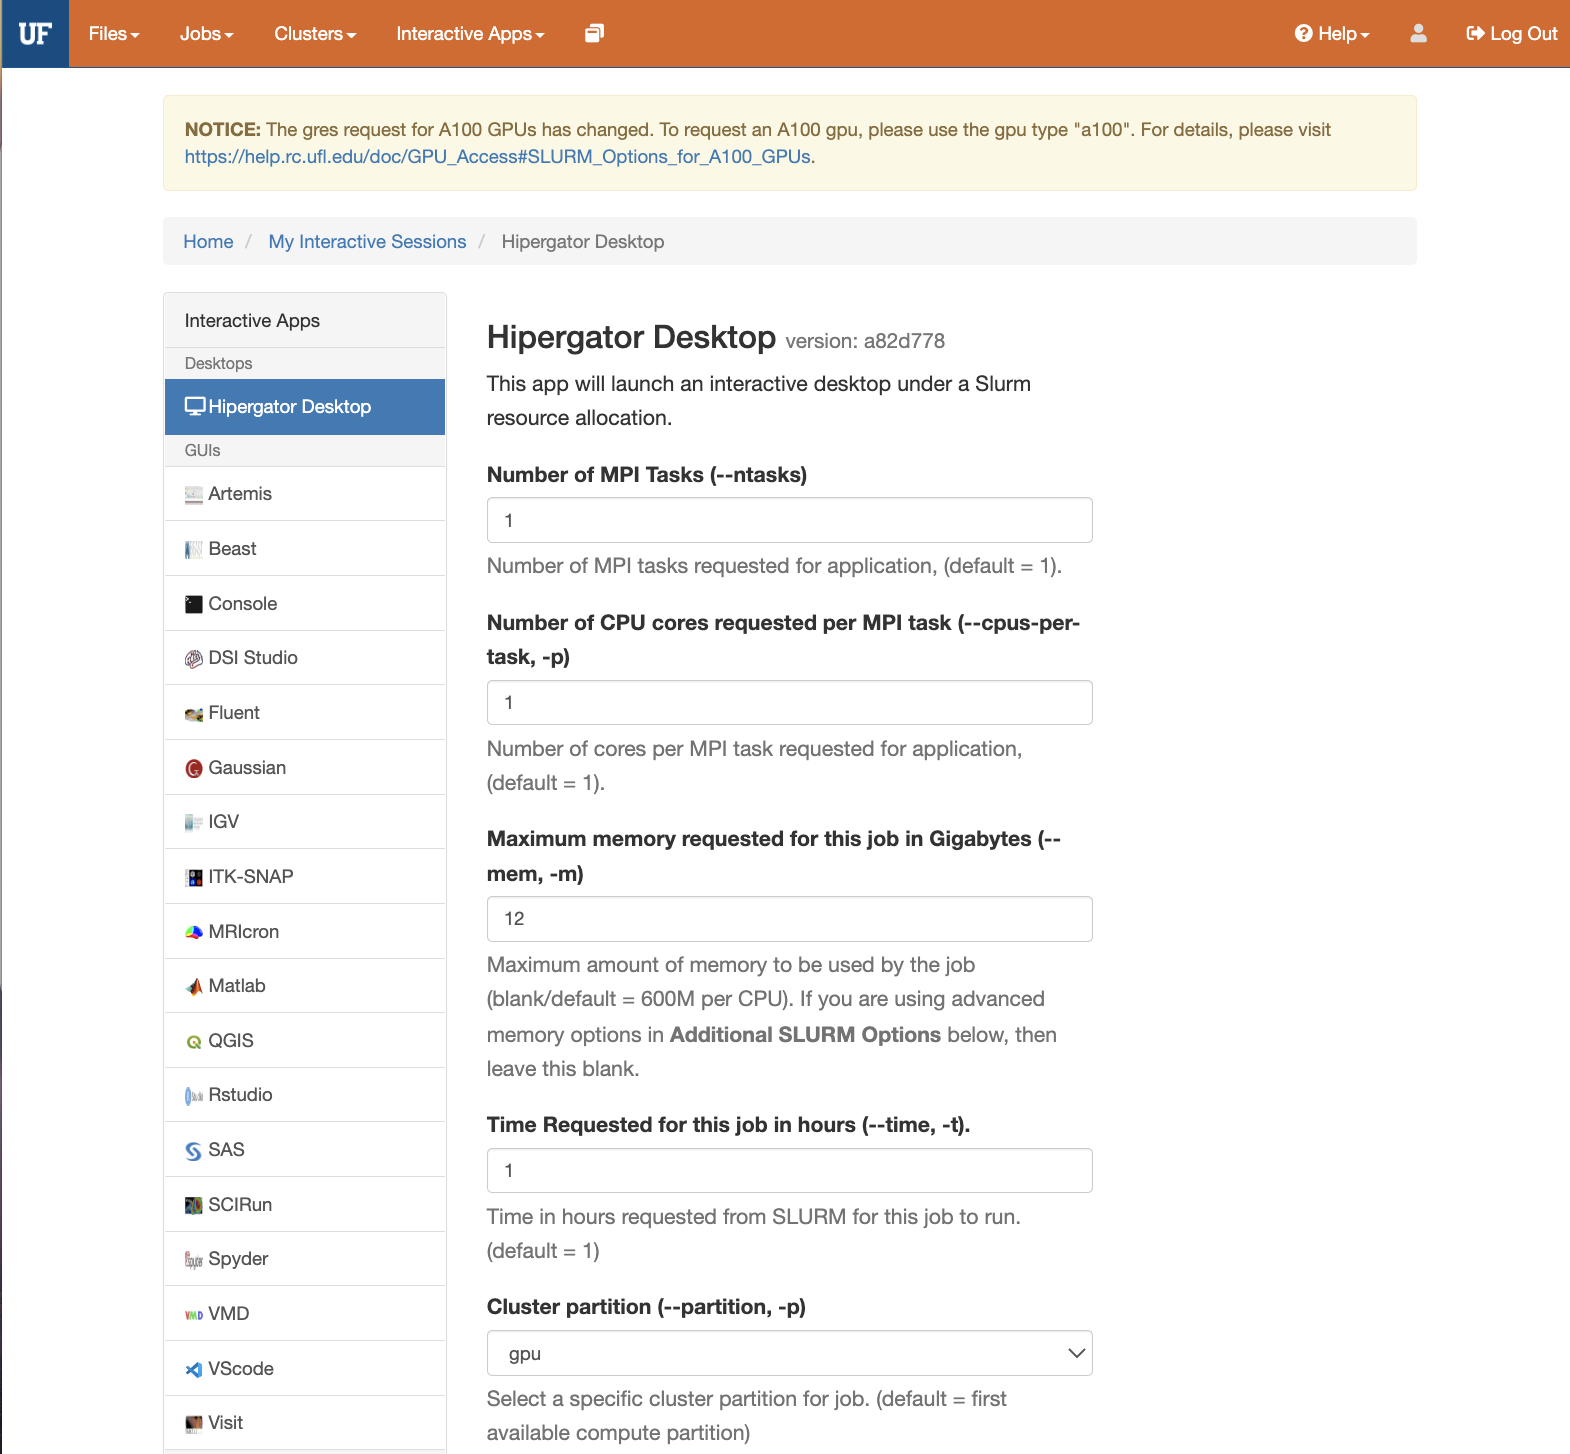 UF Files Jobs Clusters Interactive Apps Help Log Out
NOTICE: The gres request for A100 GPUs has changed. To request an A100 gpu, please use the gpu type "a100". For details, please visit
https://help.rc.ufl.edu/doc/GPU_Access#SLURM_Options_for_A100_GPUs.
Home / My Interactive Sessions / Hipergator Desktop
Interactive Apps
Desktops
Hipergator Desktop
GUIs
Artemis
Beast
Console
DSI Studio
Fluent
Gaussian
IGV
ITK-SNAP
MRIcron
Matlab
QGIS
Rstudio
SAS
SCIRun
Spyder
VMD
VScode
Visit
Hipergator Desktop version: a82d778
This app will launch an interactive desktop under a Slurm
resource allocation.
Number of MPI Tasks (--ntasks)
1
Number of MPI tasks requested for application, (default = 1).
Number of CPU cores requested per MPI task (--cpus-per-
task, -p)
1
Number of cores per MPI task requested for application,
(default = 1).
Maximum memory requested for this job in Gigabytes (--
mem, -m)
12
Maximum amount of memory to be used by the job
(blank/default = 600M per CPU). If you are using advanced
memory options in Additional SLURM Options below, then
leave this blank.
Time Requested for this job in hours (--time, -t).
1
Time in hours requested from SLURM for this job to run.
(default = 1)
Cluster partition (--partition, -p)
gpu
Select a specific cluster partition for job. (default = first
available compute partition)